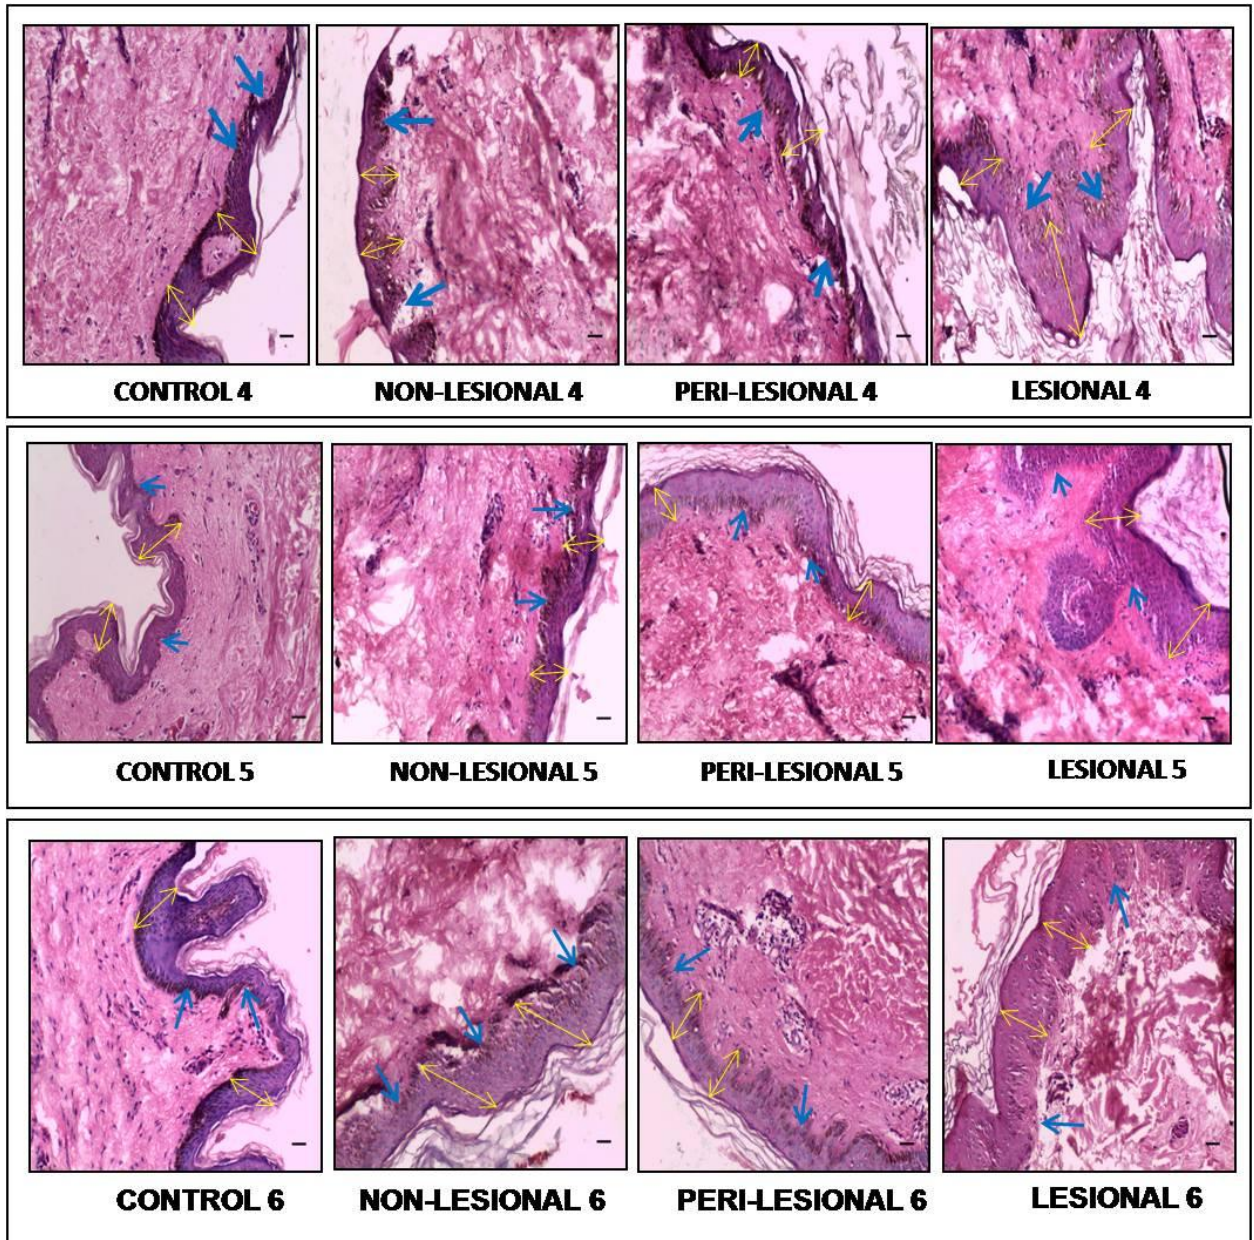 CONTROL 4 NON-LESIONAL 4 PERI-LESIONAL 4 LESIONAL 4
CONTROL 5 NON-LESIONAL 5 PERI-LESIONAL 5 LESIONAL 5
CONTROL 6 NON-LESIONAL 6 PERI-LESIONAL 6 LESIONAL 6